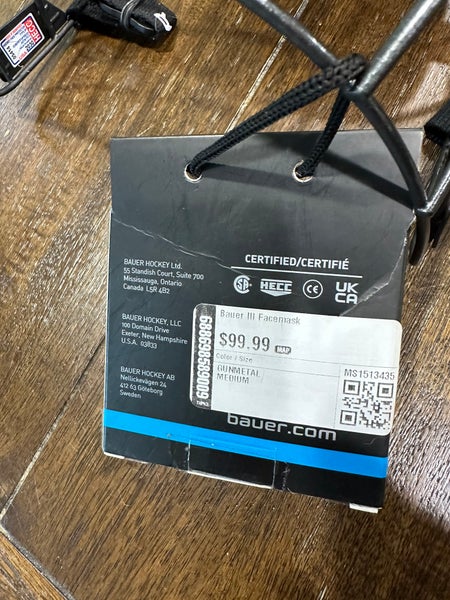 HECC
CERTIFIED/CERTIFIÉ
HECC
CE
UK
CA
BAUER HOCKEY Ltd.
55 Standish Court, Suite 700
Mississauga, Ontario
Canada L5R 4B2
BAUER HOCKEY, LLC
100 Domain Drive
Exeter, New Hampshire
U.S.A. 03833
BAUER HOCKEY AB
Nellickevägen 24
412 63 Göteborg
Sweden
Bauer III Facemask
$99.99 MAP
Color / Size
GUNMETAL
MEDIUM
MS1513435
bauer.com